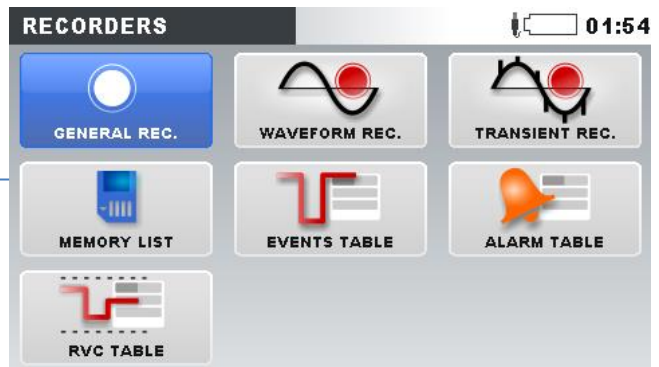 RECORDERS
01:54
GENERAL REC.
WAVEFORM REC.
TRANSIENT REC.
MEMORY LIST
EVENTS TABLE
ALARM TABLE
RVC TABLE